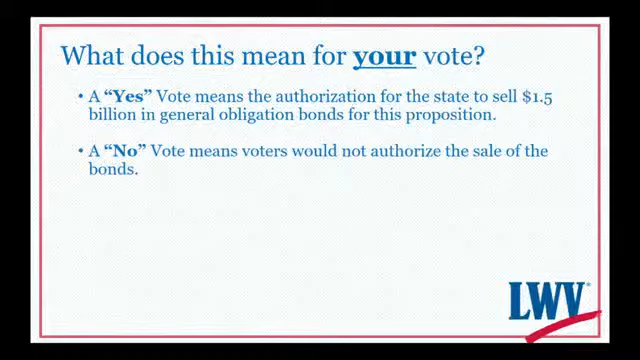 What does this mean for your vote?
• A “Yes” Vote means the authorization for the state to sell $1.5
billion in general obligation bonds for this proposition.
• A “No” Vote means voters would not authorize the sale of the
bonds.
LWV®